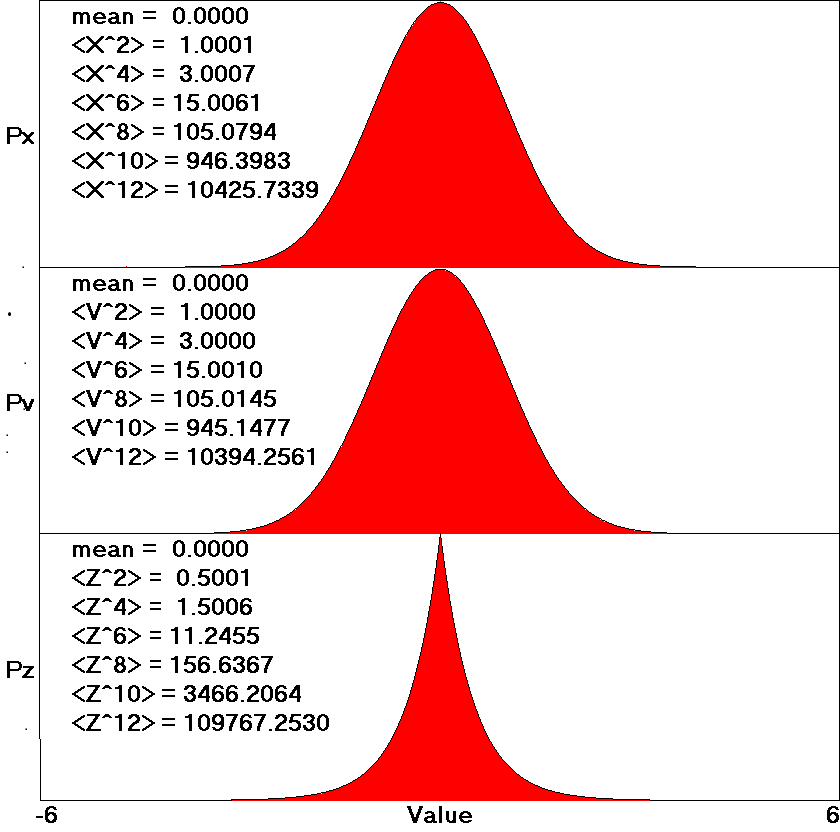 mean = 0.0000
<X^2> = 1.0001
<X^4> = 3.0007
<X^6> = 15.0061
<X^8> = 105.0794
<X^10> = 946.3983
<X^12> = 10425.7339
Px
mean = 0.0000
<V^2> = 1.0000
<V^4> = 3.0000
<V^6> = 15.0010
<V^8> = 105.0145
<V^10> = 945.1477
<V^12> = 10394.2561
Pv
mean = 0.0000
<Z^2> = 0.5001
<Z^4> = 1.5006
<Z^6> = 11.2455
<Z^8> = 156.6367
<Z^10> = 3466.2064
<Z^12> = 109767.2530
Pz
-6 Value 6